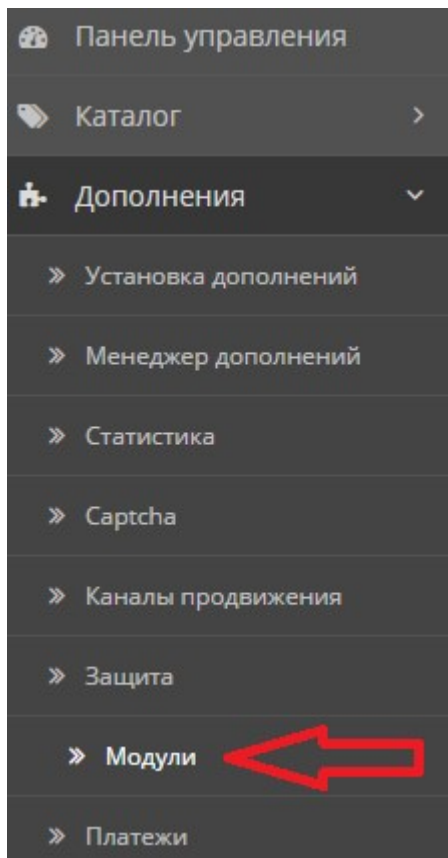 Панель управления
Каталог
Дополнения
Установка дополнений
Менеджер дополнений
Статистика
Captcha
Каналы продвижения
Защита
Модули
Платежи